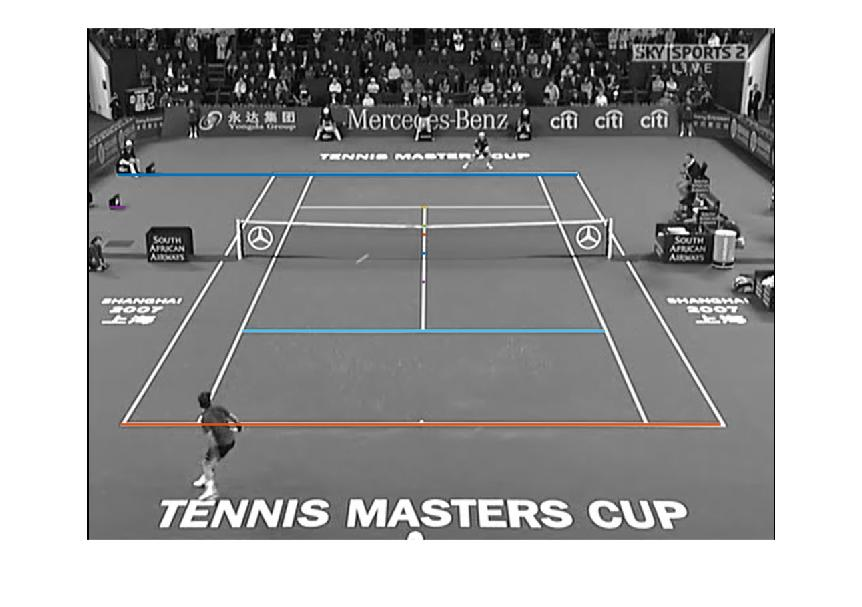 SKY SPORTS 2
LIVE
永达集团
Yongda Group
Mercedes-Benz
citi citi citi
TENNIS MASTERS CUP
SOUTH
AFRICAN
AIRWAYS
SOUTH
AFRICAN
AIRWAYS
SHANGHAI
2007
上海
SHANGHAI
2007
上海
TENNIS MASTERS CUP